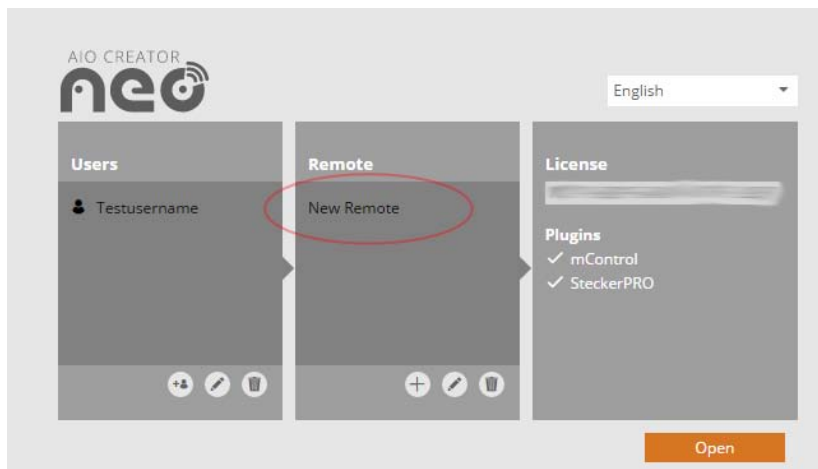 AIO CREATOR
neo
English
Users
Remote
License
Testusername
New Remote
Plugins
mControl
SteckerPRO
Open